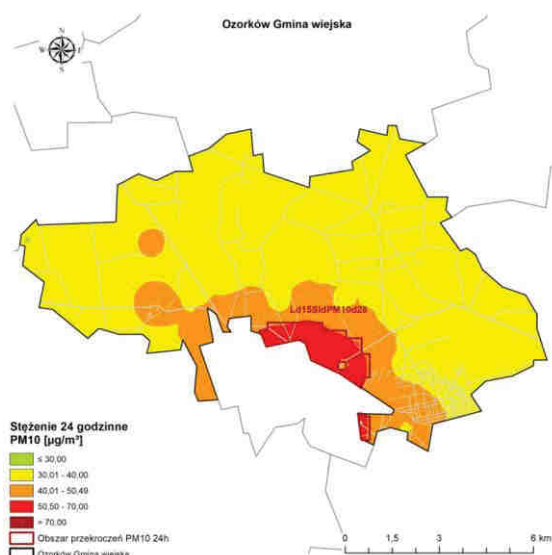 Ozorków Gmina wiejska
N
W
S
Ld15SldPM10d28
Stężenie 24 godzinne
PM10 [µg/m³]
≤ 30,00
30,01 - 40,00
40,01 - 50,49
50,50 - 70,00
> 70,00
Obszar przekroczeń PM10 24h
Ozorków Gmina wiejska
0 1,5 3 6 km